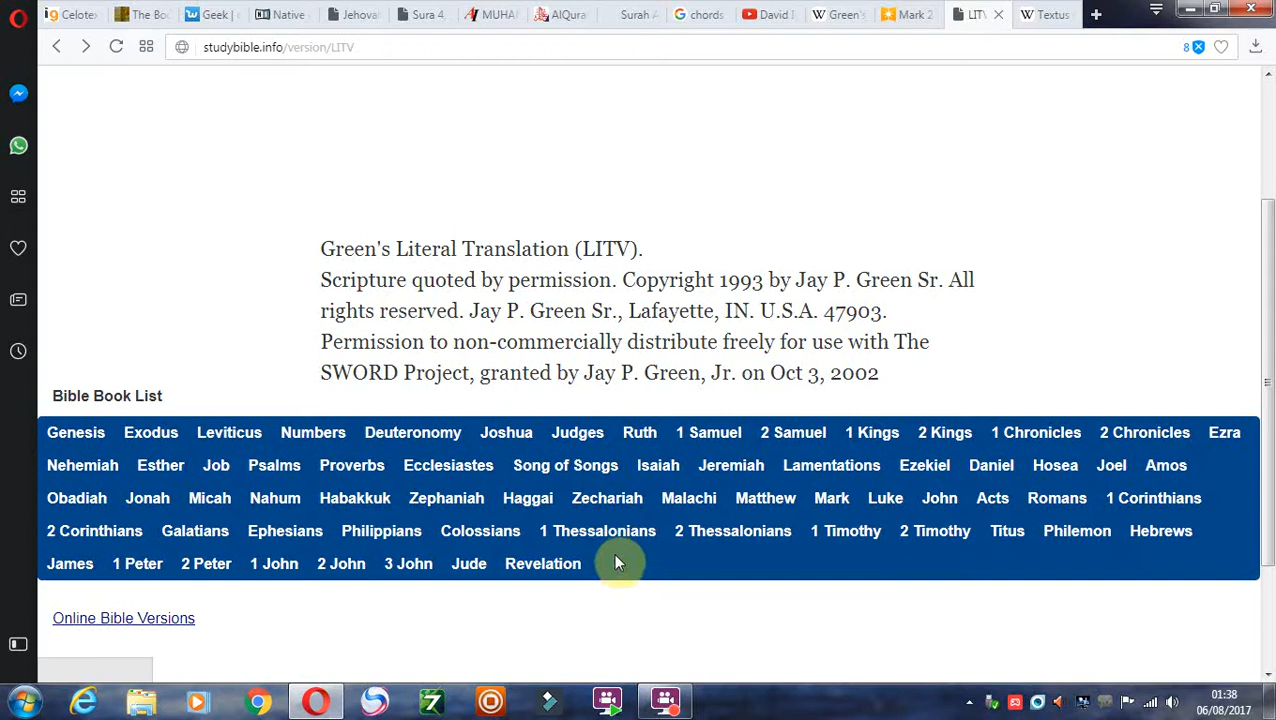 Celotex
The Boo
Geek |
Native
Jehovah
Sura 4,
MUHA
AlQura
Surah A
chords
David I
Green's
Mark 2
LITV
Textus
studybible.info/version/LITV
8
Green's Literal Translation (LITV).
Scripture quoted by permission. Copyright 1993 by Jay P. Green Sr. All
rights reserved. Jay P. Green Sr., Lafayette, IN. U.S.A. 47903.
Permission to non-commercially distribute freely for use with The
SWORD Project, granted by Jay P. Green, Jr. on Oct 3, 2002
Bible Book List
Genesis Exodus Leviticus Numbers Deuteronomy Joshua Judges Ruth 1 Samuel 2 Samuel 1 Kings 2 Kings 1 Chronicles 2 Chronicles Ezra
Nehemiah Esther Job Psalms Proverbs Ecclesiastes Song of Songs Isaiah Jeremiah Lamentations Ezekiel Daniel Hosea Joel Amos
Obadiah Jonah Micah Nahum Habakkuk Zephaniah Haggai Zechariah Malachi Matthew Mark Luke John Acts Romans 1 Corinthians
2 Corinthians Galatians Ephesians Philippians Colossians 1 Thessalonians 2 Thessalonians 1 Timothy 2 Timothy Titus Philemon Hebrews
James 1 Peter 2 Peter 1 John 2 John 3 John Jude Revelation
Online Bible Versions
01:38
06/08/2017